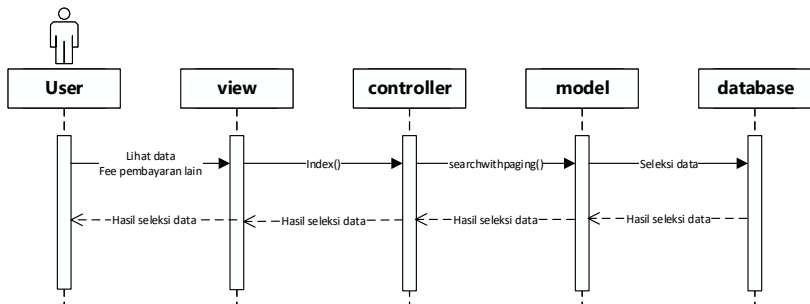 User
view
controller
model
database
Lihat data
Fee pembayaran lain
Index()
searchwithpaging()
Seleksi data
Hasil seleksi data
Hasil seleksi data
Hasil seleksi data
Hasil seleksi data